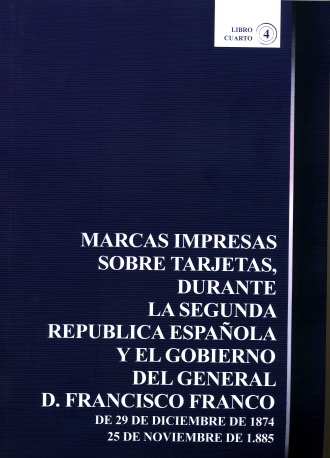 LIBRO
CUARTO
4
MARCAS IMPRESAS
SOBRE TARJETAS,
DURANTE
LA SEGUNDA
REPUBLICA ESPAÑOLA
Y EL GOBIERNO
DEL GENERAL
D. FRANCISCO FRANCO
DE 29 DE DICIEMBRE DE 1874
25 DE NOVIEMBRE DE 1.885